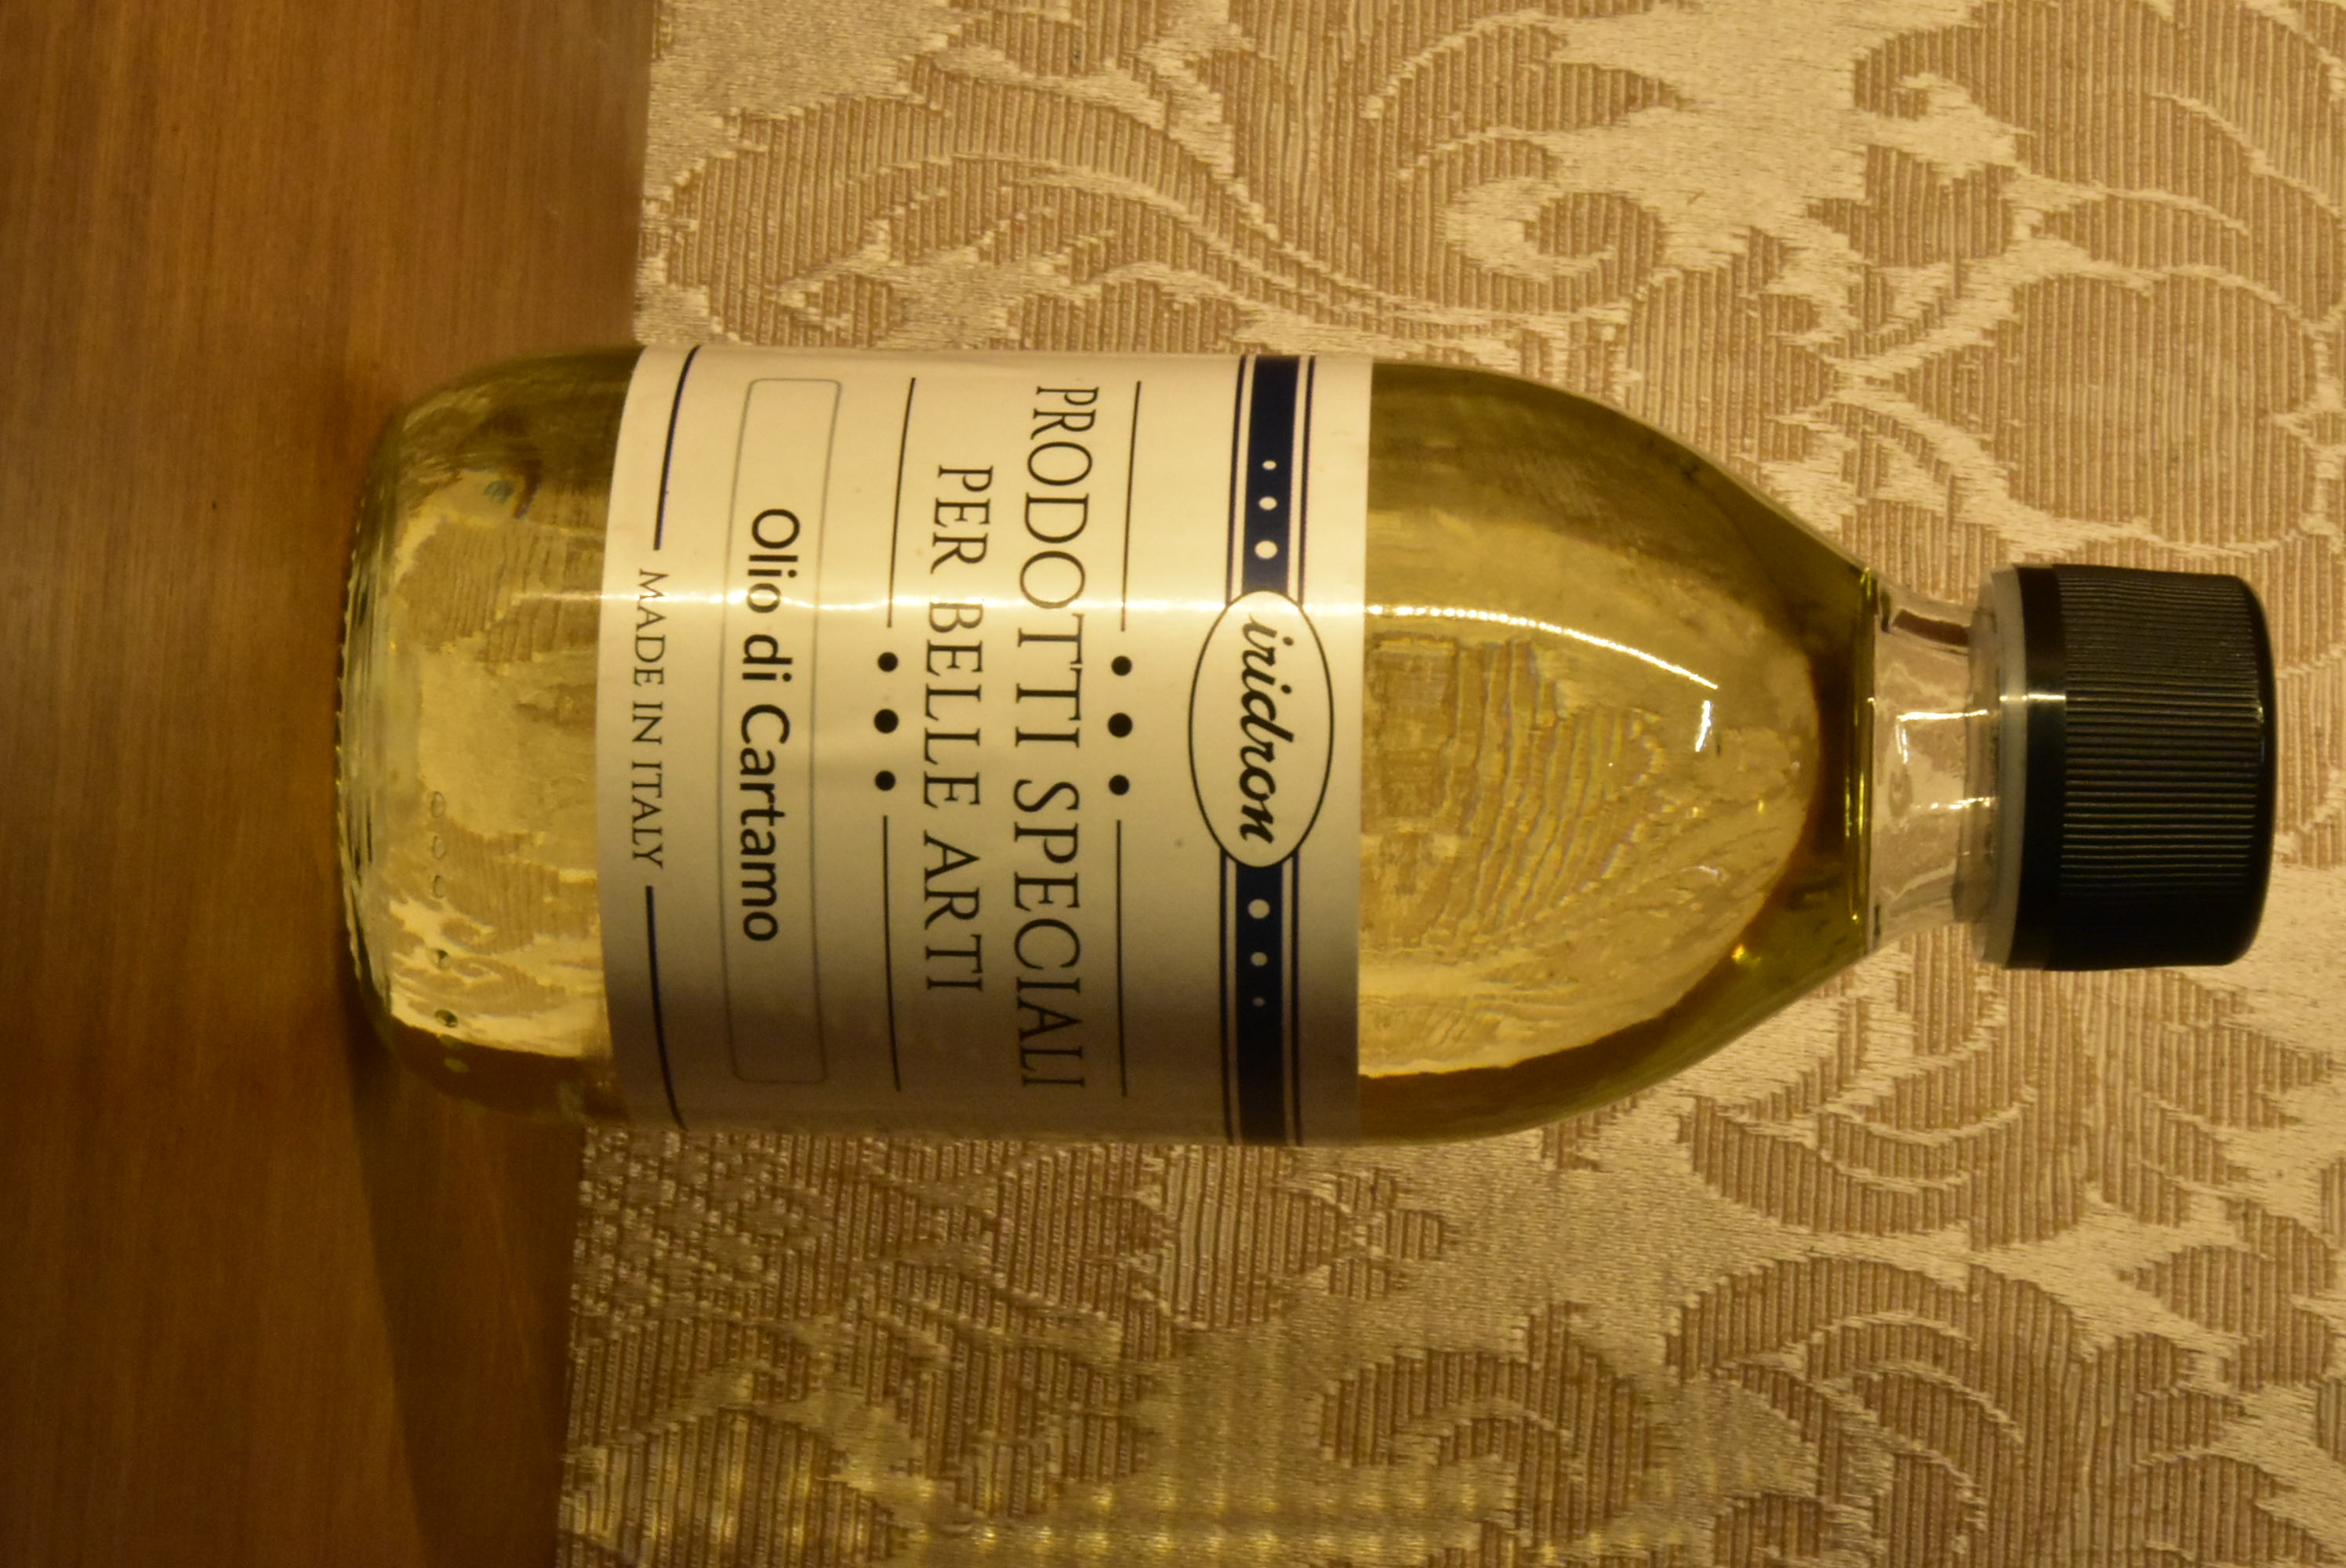 iridron
PRODOTTI SPECIALI
PER BELLE ARTI
Olio di Cartamo
MADE IN ITALY